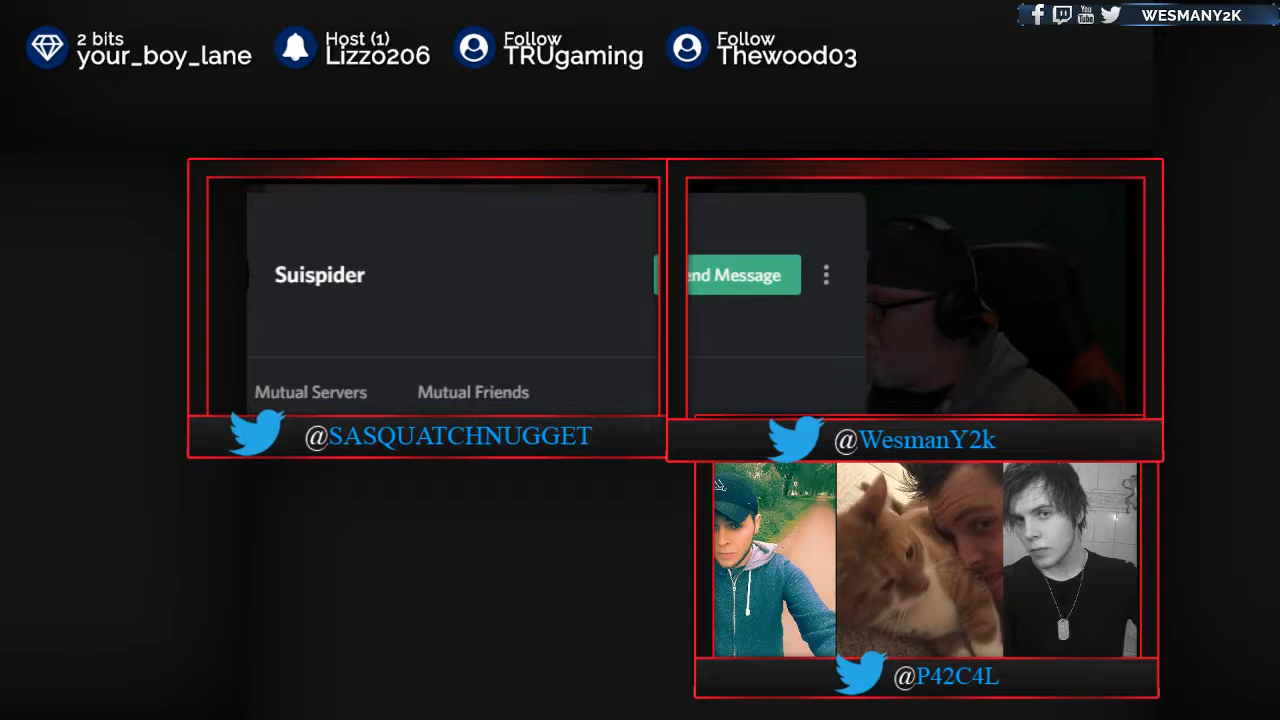 WESMANY2K
2 bits
your_boy_lane
Host (1)
Lizzo206
Follow
TRUgaming
Follow
Thewood03
Suispider
end Message
Mutual Servers
Mutual Friends
@SASQUATCHNUGGET
@WesmanY2k
@P42C4L